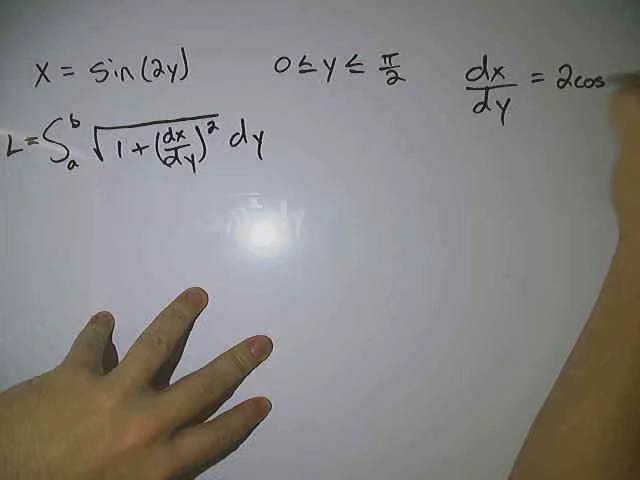 x = sin(2y) 0 ≤ y ≤ π/2 dx/dy = 2cos
L = ∫_a^b √(1 + (dx/dy)²) dy